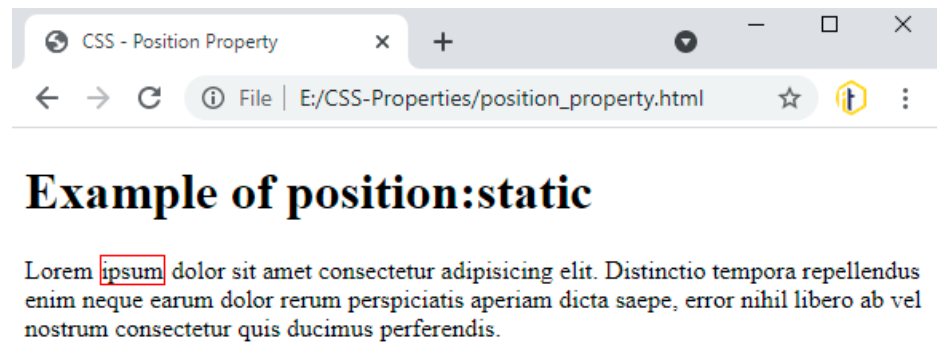 CSS - Position Property
File | E:/CSS-Properties/position_property.html
Example of position:static
Lorem ipsum dolor sit amet consectetur adipisicing elit. Distinctio tempora repellendus
enim neque earum dolor rerum perspiciatis aperiam dicta saepe, error nihil libero ab vel
nostrum consectetur quis ducimus perferendis.